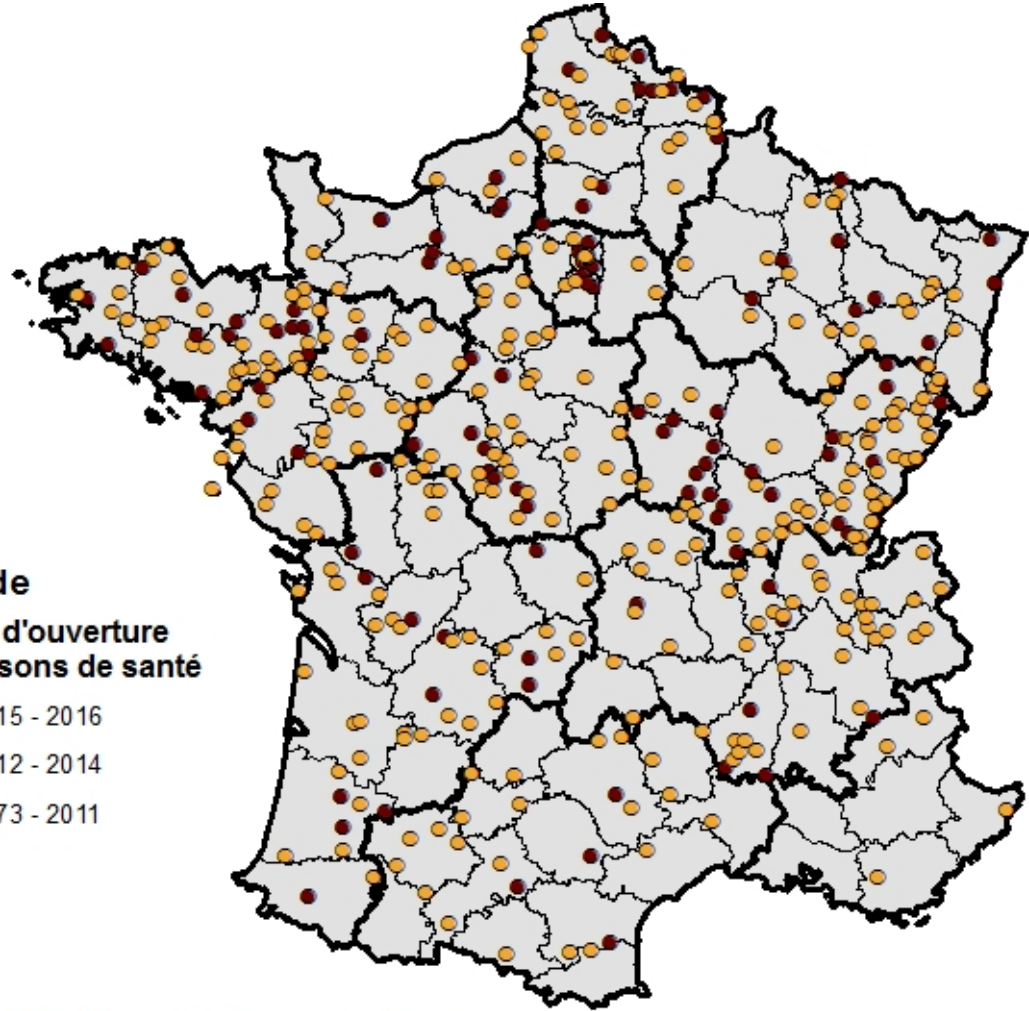 de
d'ouverture
sons de santé
15 - 2016
12 - 2014
73 - 2011